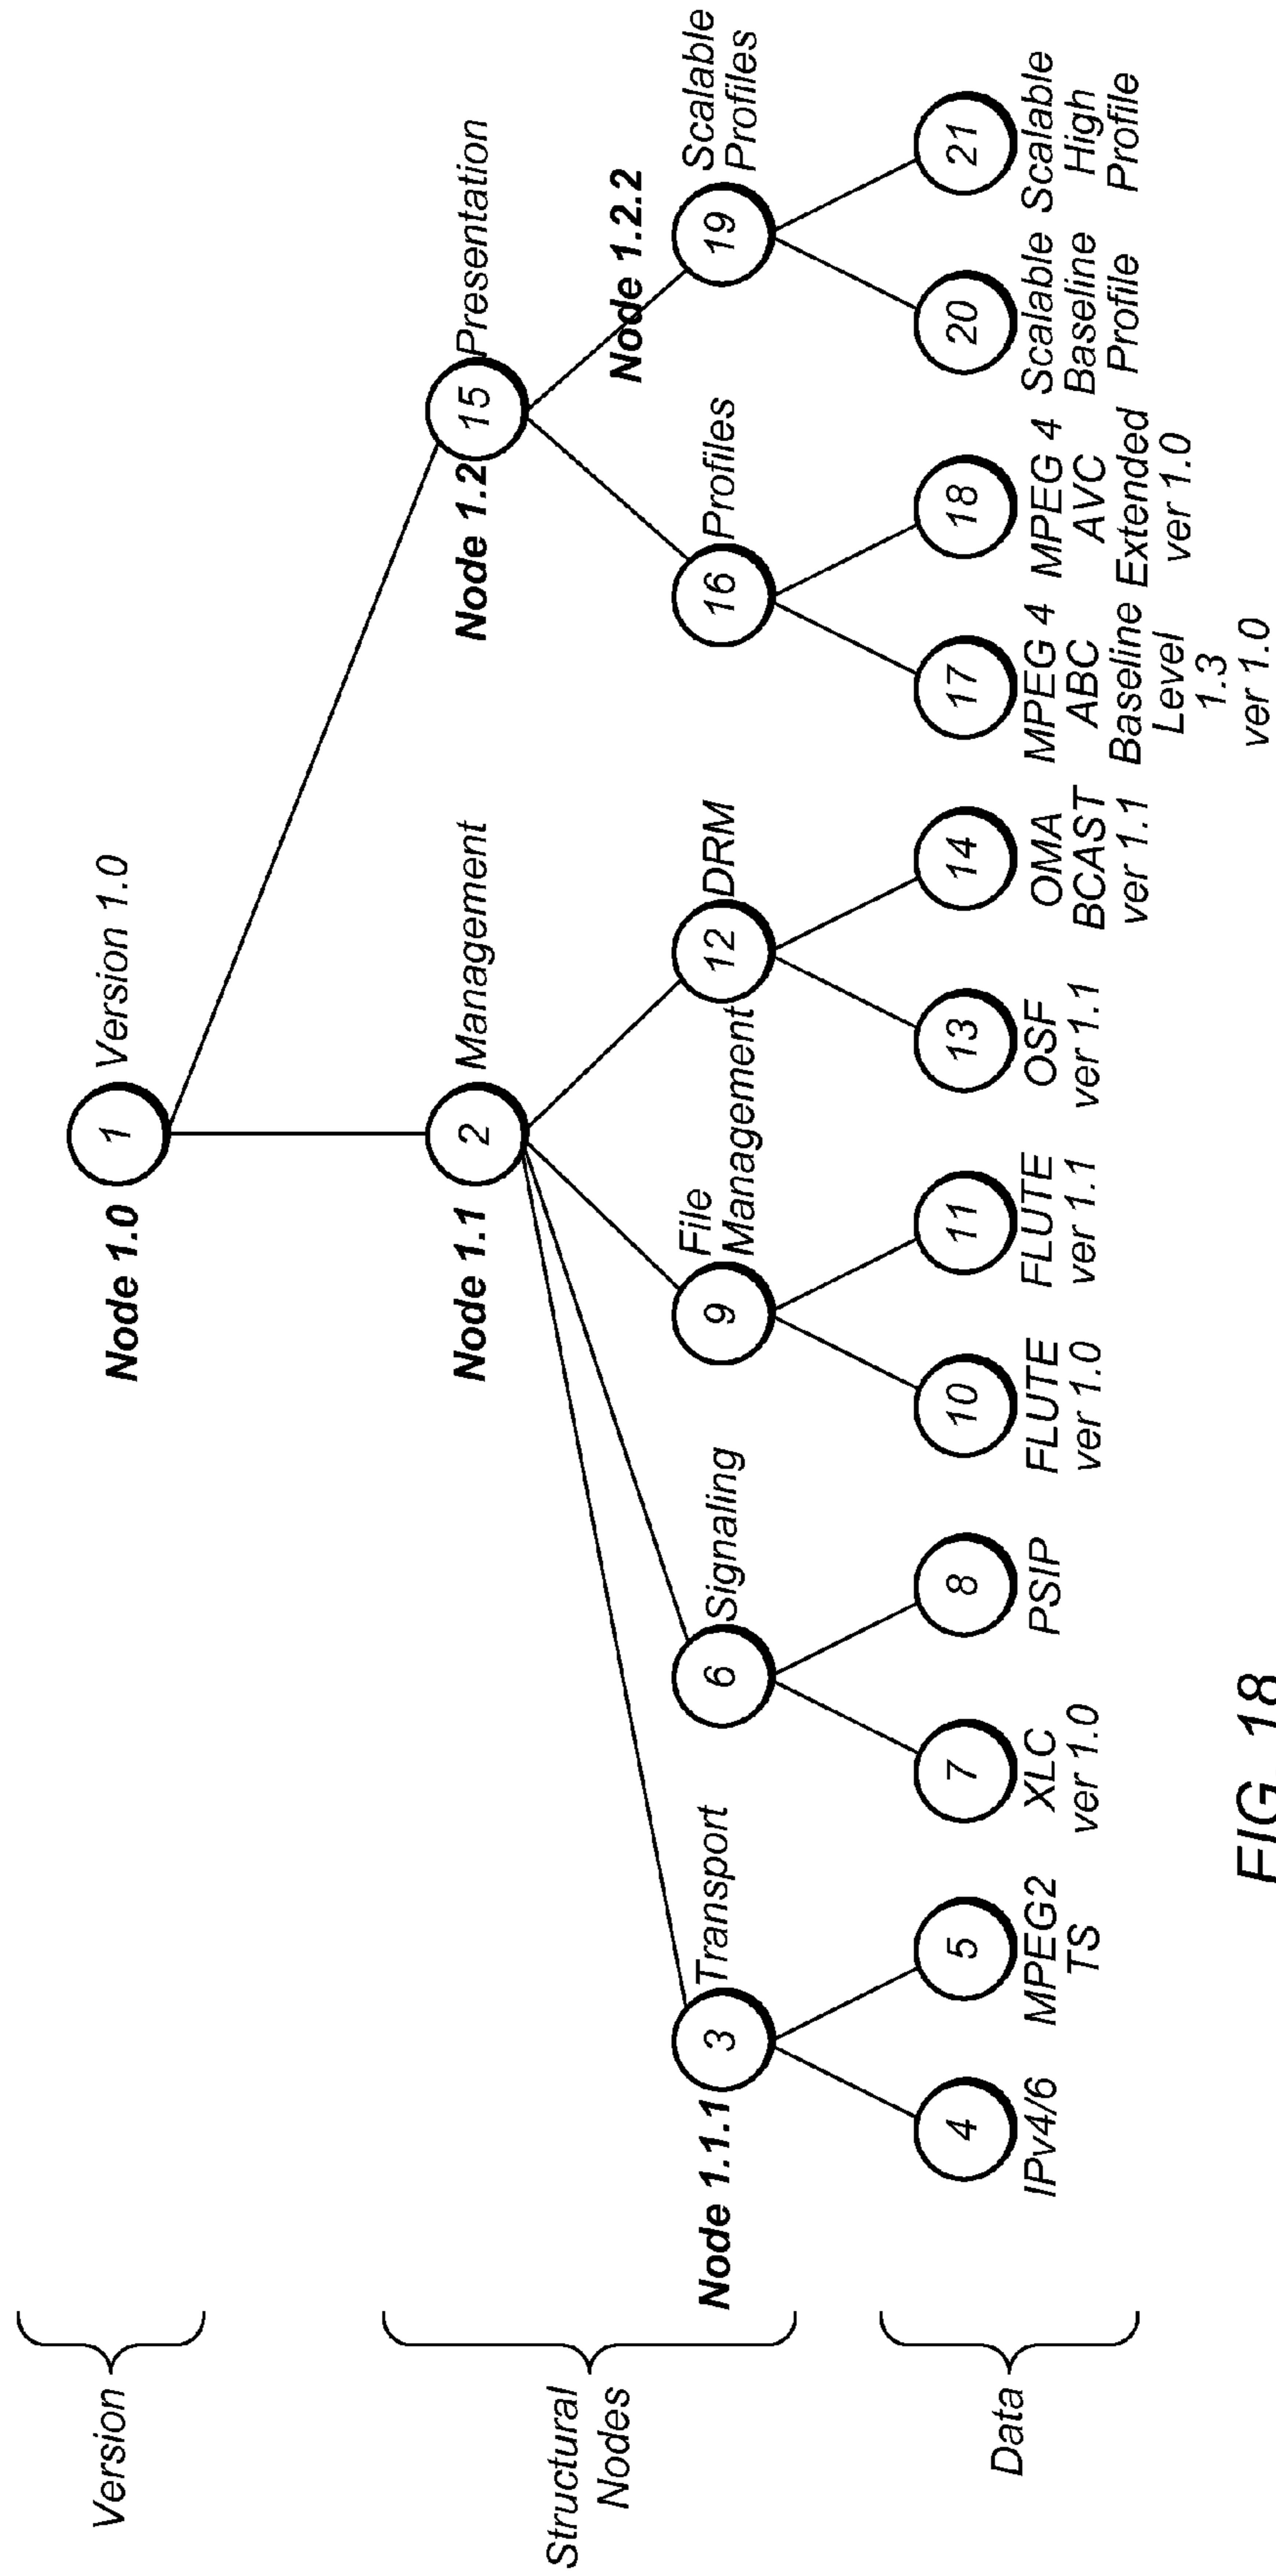 Version
Node 1.0
1
Version 1.0
Structural
Nodes
Node 1.1
2
Management
Node 1.2
15
Presentation
Node 1.1.1
3
Transport
6
Signaling
9
File
Management
12
DRM
16
Profiles
Node 1.2.2
19
Scalable
Profiles
Data
4
IPv4/6
5
MPEG2
TS
7
XLC
ver 1.0
8
PSIP
10
FLUTE
ver 1.0
11
FLUTE
ver 1.1
13
OSF
ver 1.1
14
OMA
BCAST
ver 1.1
17
MPEG 4
ABC
Baseline
Level
1.3
ver 1.0
18
MPEG 4
AVC
Extended
ver 1.0
20
Scalable
Baseline
Profile
21
Scalable
High
Profile
FIG. 18